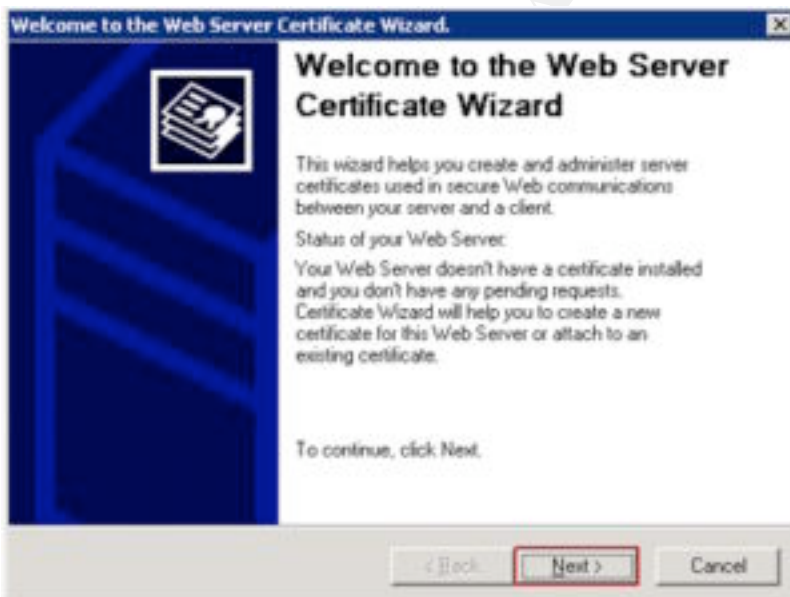 Welcome to the Web Server Certificate Wizard.
Welcome to the Web Server
Certificate Wizard
This wizard helps you create and administer server
certificates used in secure Web communications
between your server and a client.
Status of your Web Server:
Your Web Server doesn't have a certificate installed
and you don't have any pending requests.
Certificate Wizard will help you to create a new
certificate for this Web Server or attach to an
existing certificate.
To continue, click Next.
< Back
Next >
Cancel